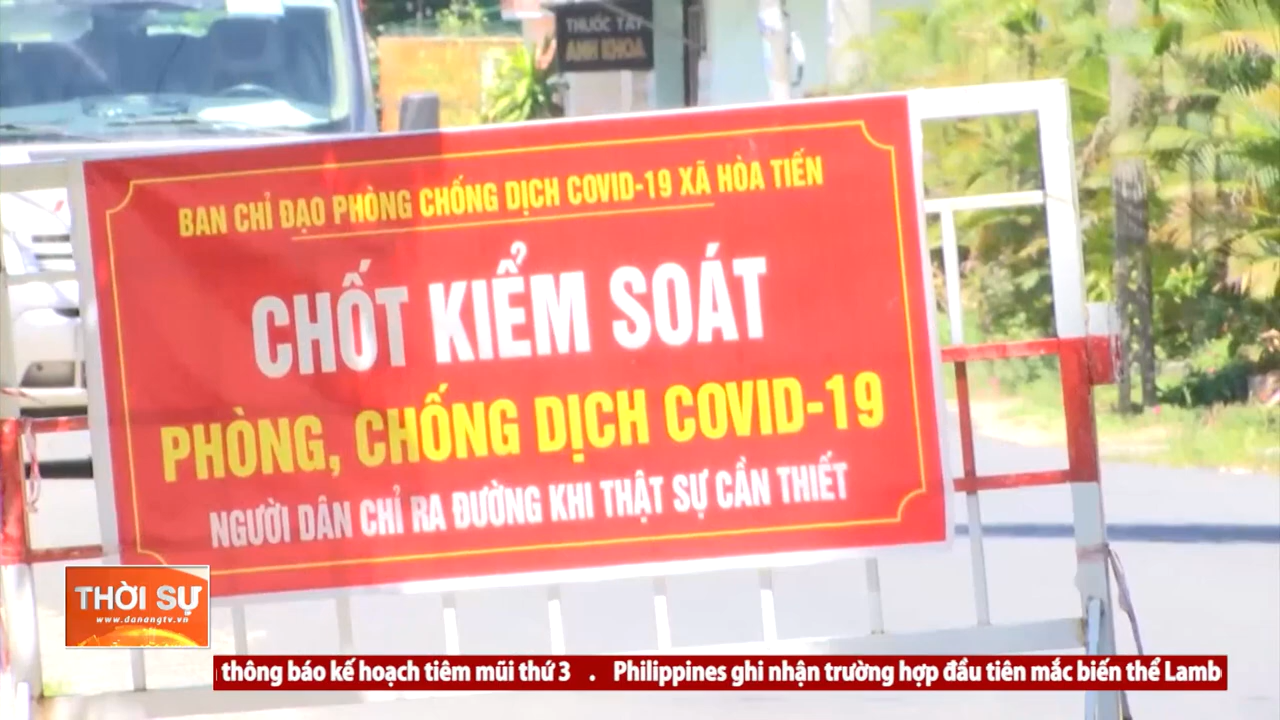 THUỐC TÂY
ANH KHOA
BAN CHỈ ĐẠO PHÒNG CHỐNG DỊCH COVID-19 XÃ HÒA TIẾN
CHỐT KIỂM SOÁT
PHÒNG, CHỐNG DỊCH COVID-19
NGƯỜI DÂN CHỈ RA ĐƯỜNG KHI THẬT SỰ CẦN THIẾT
THỜI SỰ
www.danangtv.vn
thông báo kế hoạch tiêm mũi thứ 3 . Philippines ghi nhận trường hợp đầu tiên mắc biến thể Lamb